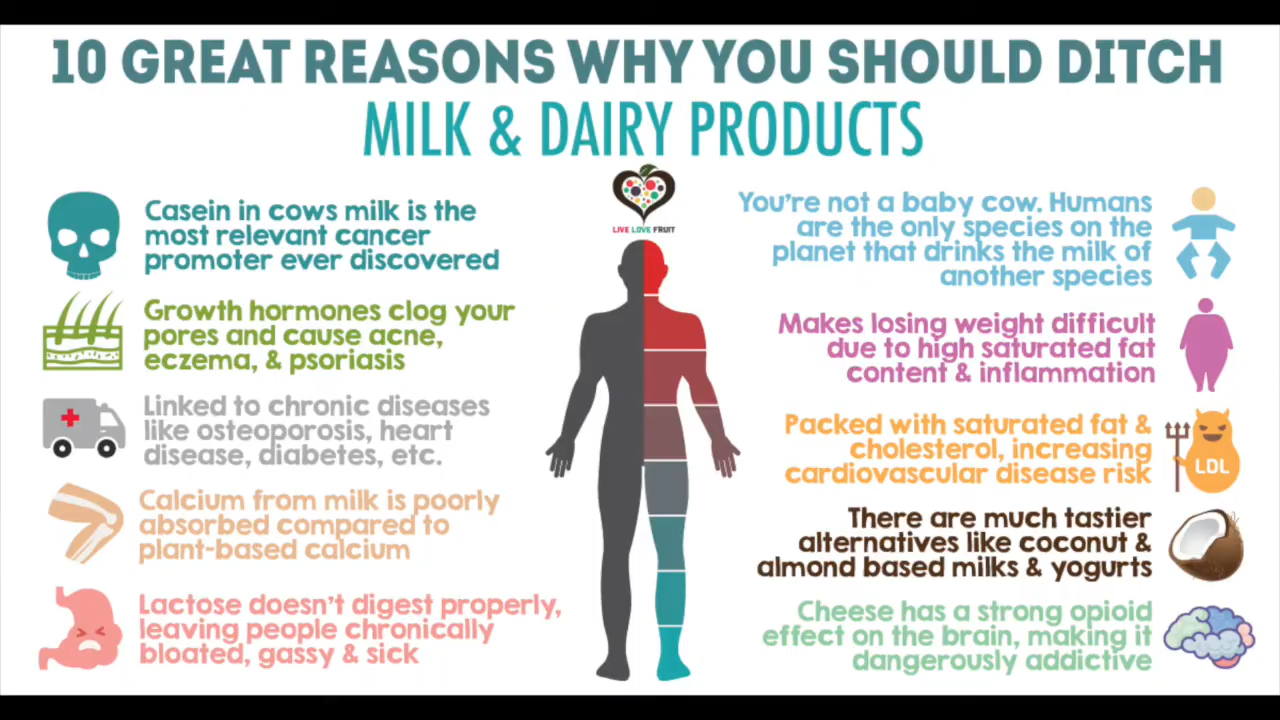 10 GREAT REASONS WHY YOU SHOULD DITCH
MILK & DAIRY PRODUCTS
LIVE LOVE FRUIT
Casein in cows milk is the
most relevant cancer
promoter ever discovered
Growth hormones clog your
pores and cause acne,
eczema, & psoriasis
Linked to chronic diseases
like osteoporosis, heart
disease, diabetes, etc.
Calcium from milk is poorly
absorbed compared to
plant-based calcium
Lactose doesn't digest properly,
leaving people chronically
bloated, gassy & sick
You're not a baby cow. Humans
are the only species on the
planet that drinks the milk of
another species
Makes losing weight difficult
due to high saturated fat
content & inflammation
Packed with saturated fat &
cholesterol, increasing
cardiovascular disease risk
LDL
There are much tastier
alternatives like coconut &
almond based milks & yogurts
Cheese has a strong opioid
effect on the brain, making it
dangerously addictive